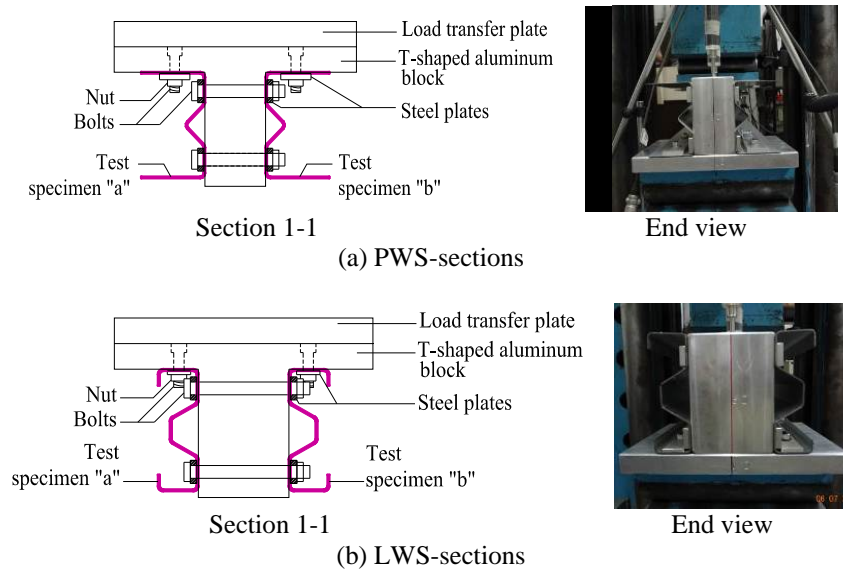 Load transfer plate
T-shaped aluminum
block
Nut
Bolts
Steel plates
Test
specimen "a"
Test
specimen "b"
Section 1-1
End view
(a) PWS-sections
Load transfer plate
T-shaped aluminum
block
Nut
Bolts
Steel plates
Test
specimen "a"
Test
specimen "b"
Section 1-1
End view
(b) LWS-sections